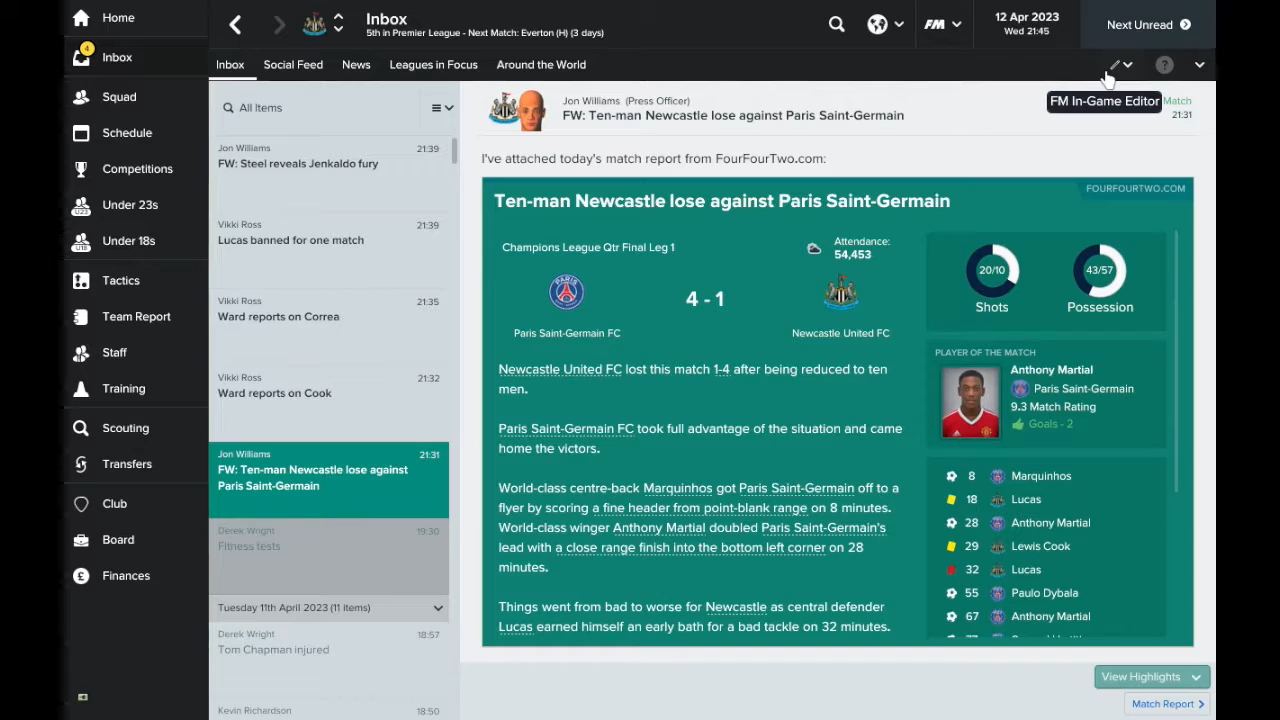 Home
Inbox
5th in Premier League - Next Match: Everton (H) (3 days)
FM
12 Apr 2023
Wed 21:45
Next Unread
4
Inbox
Inbox
Social Feed
News
Leagues in Focus
Around the World
?
FM In-Game Editor
Squad
Schedule
Competitions
U23
Under 23s
U18
Under 18s
Tactics
Team Report
Staff
Training
Scouting
Transfers
Club
Board
£
Finances
All Items
Jon Williams
21:39
FW: Steel reveals Jenkaldo fury
Vikki Ross
21:39
Lucas banned for one match
Vikki Ross
21:35
Ward reports on Correa
Vikki Ross
21:32
Ward reports on Cook
Jon Williams
21:31
FW: Ten-man Newcastle lose against
Paris Saint-Germain
Derek Wright
19:30
Fitness tests
Tuesday 11th April 2023 (11 items)
Derek Wright
18:57
Tom Chapman injured
Kevin Richardson
18:50
Jon Williams (Press Officer)
Match
FW: Ten-man Newcastle lose against Paris Saint-Germain
21:31
I've attached today's match report from FourFourTwo.com:
FOURFOURTWO.COM
Ten-man Newcastle lose against Paris Saint-Germain
Champions League Qtr Final Leg 1
Attendance:
54,453
PARIS
4 - 1
Paris Saint-Germain FC
Newcastle United FC
Newcastle United FC lost this match 1-4 after being reduced to ten
men.
Paris Saint-Germain FC took full advantage of the situation and came
home the victors.
World-class centre-back Marquinhos got Paris Saint-Germain off to a
flyer by scoring a fine header from point-blank range on 8 minutes.
World-class winger Anthony Martial doubled Paris Saint-Germain's
lead with a close range finish into the bottom left corner on 28
minutes.
Things went from bad to worse for Newcastle as central defender
Lucas earned himself an early bath for a bad tackle on 32 minutes.
20/10
Shots
43/57
Possession
PLAYER OF THE MATCH
Anthony Martial
Paris Saint-Germain
9.3 Match Rating
Goals - 2
8 Marquinhos
18 Lucas
28 Anthony Martial
29 Lewis Cook
32 Lucas
55 Paulo Dybala
67 Anthony Martial
View Highlights
Match Report